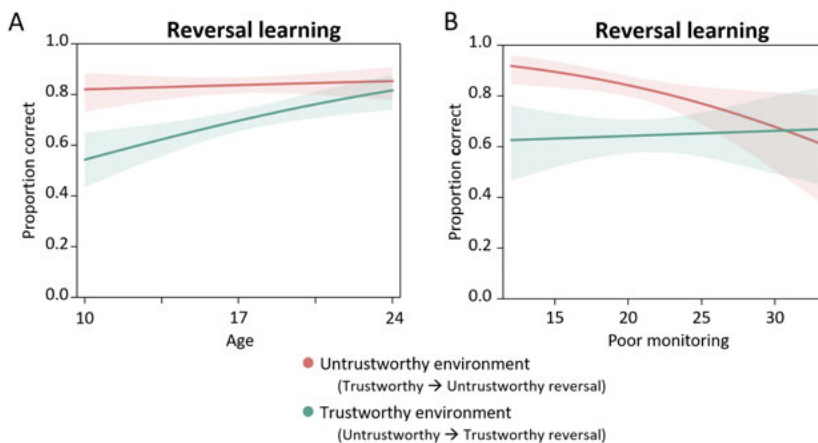 A
Reversal learning
Proportion correct
1.0
0.8
0.6
0.4
0.2
0.0
10
17
24
Age
B
Reversal learning
Proportion correct
1.0
0.8
0.6
0.4
0.2
0.0
15
20
25
30
Poor monitoring
Untrustworthy environment
(Trustworthy → Untrustworthy reversal)
Trustworthy environment
(Untrustworthy → Trustworthy reversal)